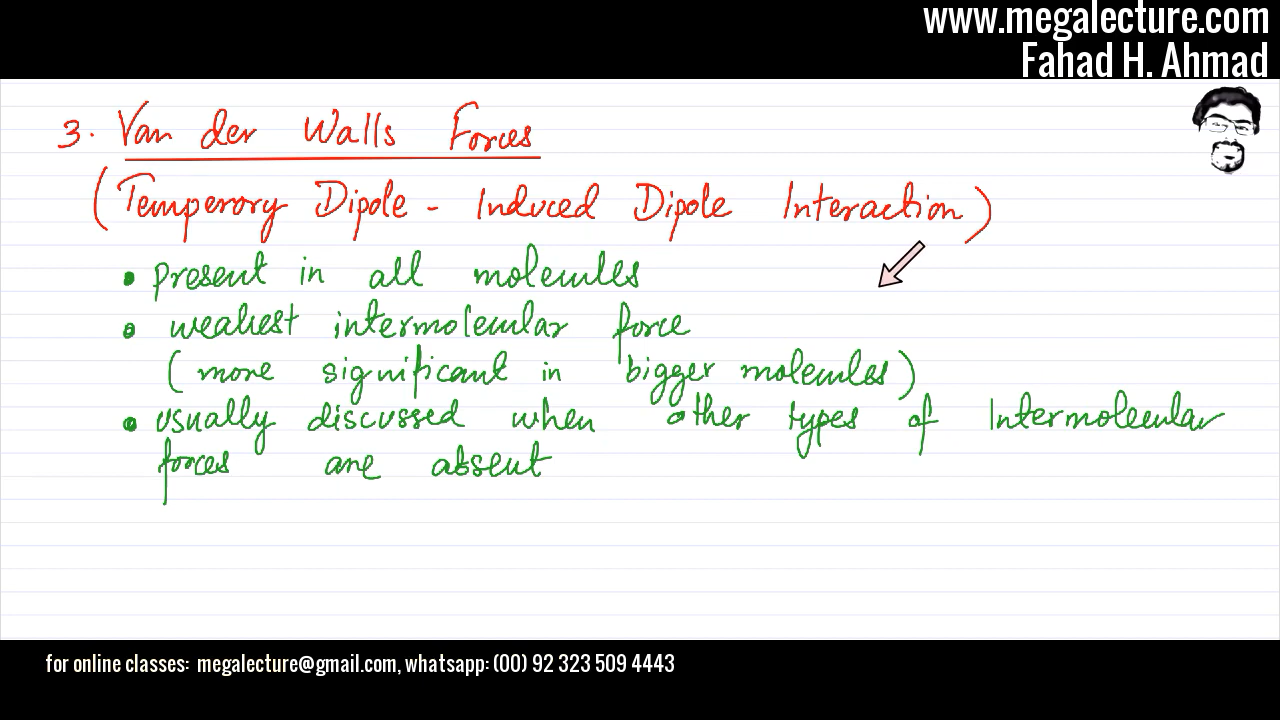 www.megalecture.com
Fahad H. Ahmad
3. Van der Walls Forces
(Temperory Dipole - Induced Dipole Interaction)
• present in all molecules
• weakest intermolecular force
(more significant in bigger molecules)
• usually discussed when other types of Intermolecular
forces are absent
for online classes: megalecture@gmail.com, whatsapp: (00) 92 323 509 4443